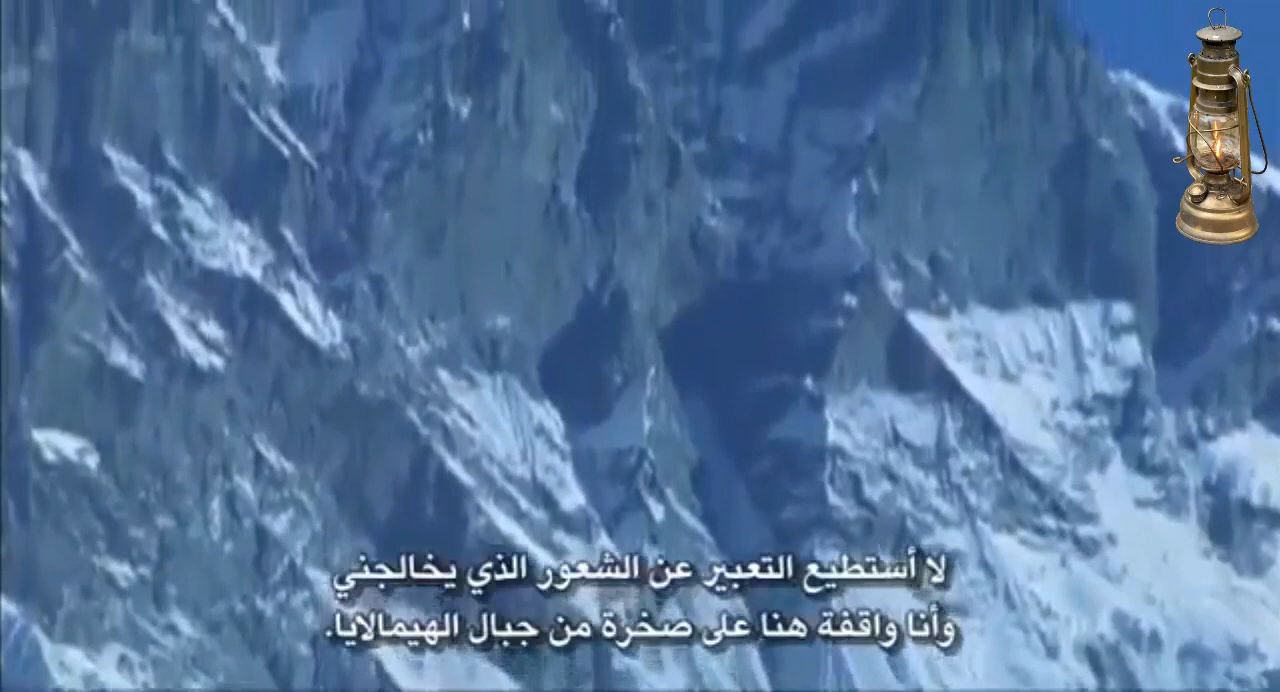 لا أستطيع التعبير عن الشعور الذي يخالجني
وأنا واقفة هنا على صخرة من جبال الهيمالايا.